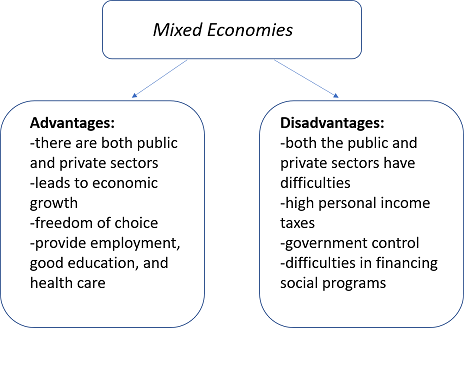 Mixed Economies
Advantages:
-there are both public
and private sectors
-leads to economic
growth
-freedom of choice
-provide employment,
good education, and
health care
Disadvantages:
-both the public and
private sectors have
difficulties
-high personal income
taxes
-government control
-difficulties in financing
social programs